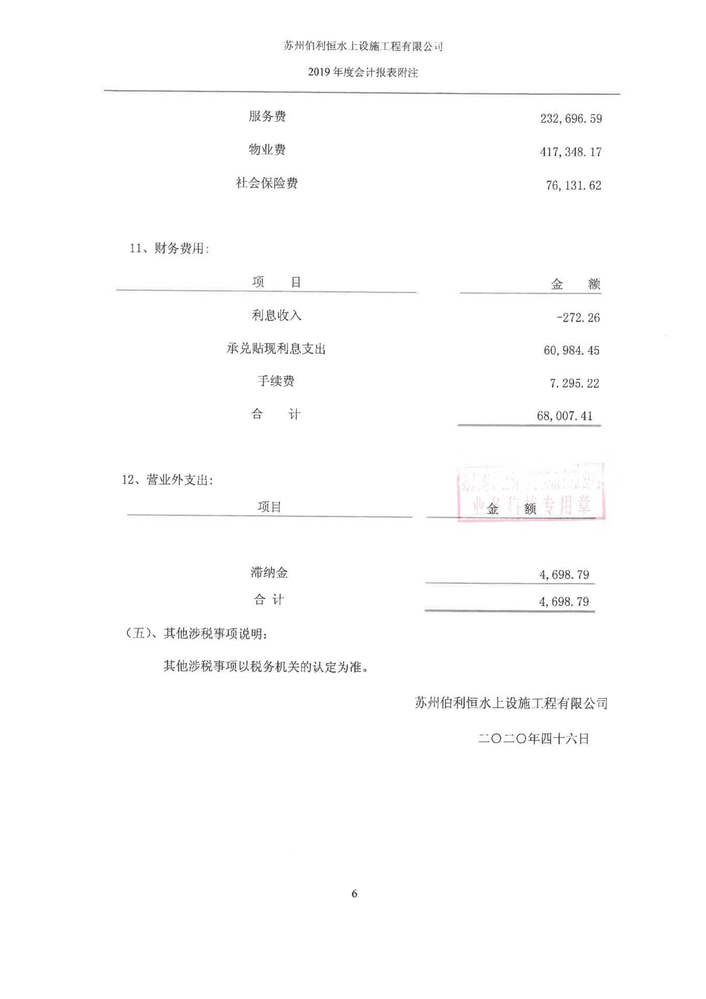 苏州伯利恒水上设施工程有限公司
2019 年度会计报表附注
服务费 232,696.59
物业费 417,348.17
社会保险费 76,131.62
11、财务费用:
项 目 金 额
利息收入 -272.26
承兑贴现利息支出 60,984.45
手续费 7.295.22
合 计 68,007.41
12、营业外支出:
业务稽核专用章
项目 金 额
滞纳金 4,698.79
合 计 4,698.79
(五)、其他涉税事项说明:
其他涉税事项以税务机关的认定为准。
苏州伯利恒水上设施工程有限公司
二〇二〇年四十六日
6